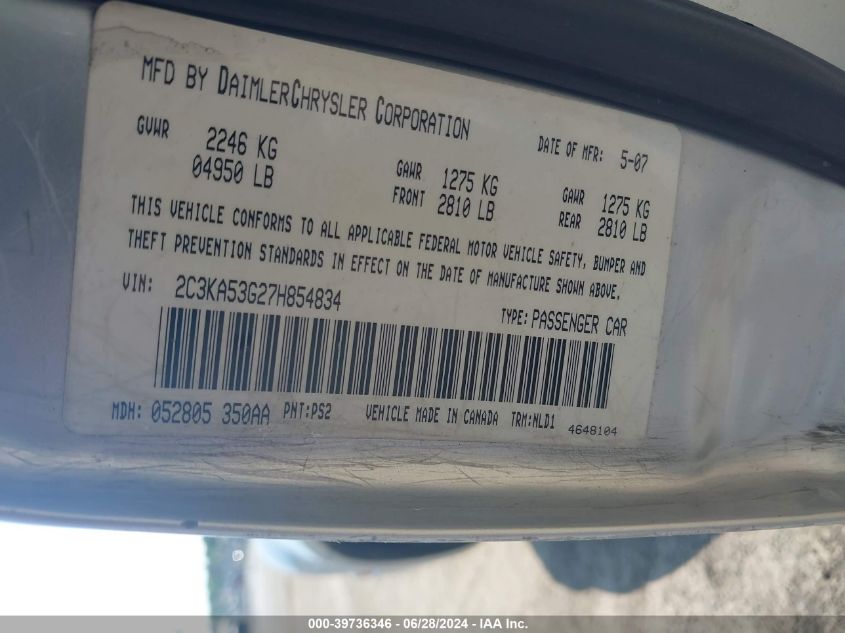 MFD BY DAIMLERCHRYSLER CORPORATION
DATE OF MFR: 5-07
GVWR 2246 KG
04950 LB
GAWR FRONT 1275 KG
2810 LB
GAWR REAR 1275 KG
2810 LB
THIS VEHICLE CONFORMS TO ALL APPLICABLE FEDERAL MOTOR VEHICLE SAFETY, BUMPER AND
THEFT PREVENTION STANDARDS IN EFFECT ON THE DATE OF MANUFACTURE SHOWN ABOVE.
VIN: 2C3KA53G27H854834
TYPE: PASSENGER CAR
MDH: 052805 350AA PNT:PS2 VEHICLE MADE IN CANADA TRM:NLD1
4648104
000-39736346 - 06/28/2024 - IAA Inc.